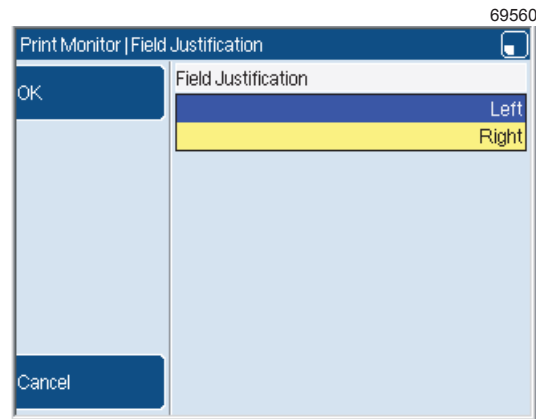 69560
Print Monitor | Field Justification
OK
Field Justification
Left
Right
Cancel